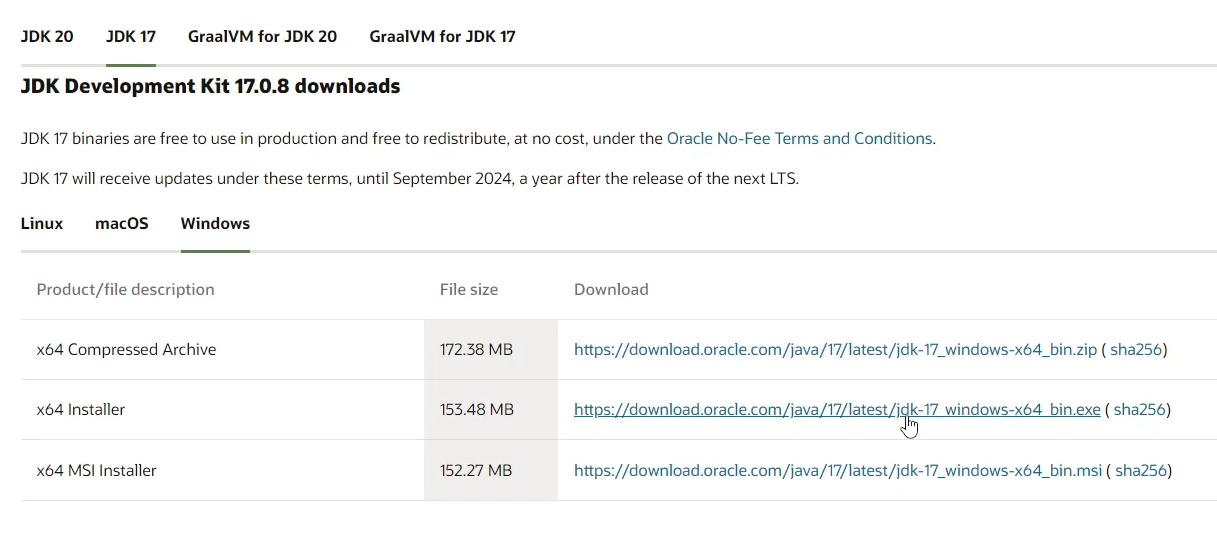 JDK 20 JDK 17 GraalVM for JDK 20 GraalVM for JDK 17
JDK Development Kit 17.0.8 downloads
JDK 17 binaries are free to use in production and free to redistribute, at no cost, under the Oracle No-Fee Terms and Conditions.
JDK 17 will receive updates under these terms, until September 2024, a year after the release of the next LTS.
Linux macOS Windows
Product/file description File size Download
x64 Compressed Archive 172.38 MB https://download.oracle.com/java/17/latest/jdk-17_windows-x64_bin.zip ( sha256)
x64 Installer 153.48 MB https://download.oracle.com/java/17/latest/jdk-17_windows-x64_bin.exe ( sha256)
x64 MSI Installer 152.27 MB https://download.oracle.com/java/17/latest/jdk-17_windows-x64_bin.msi ( sha256)